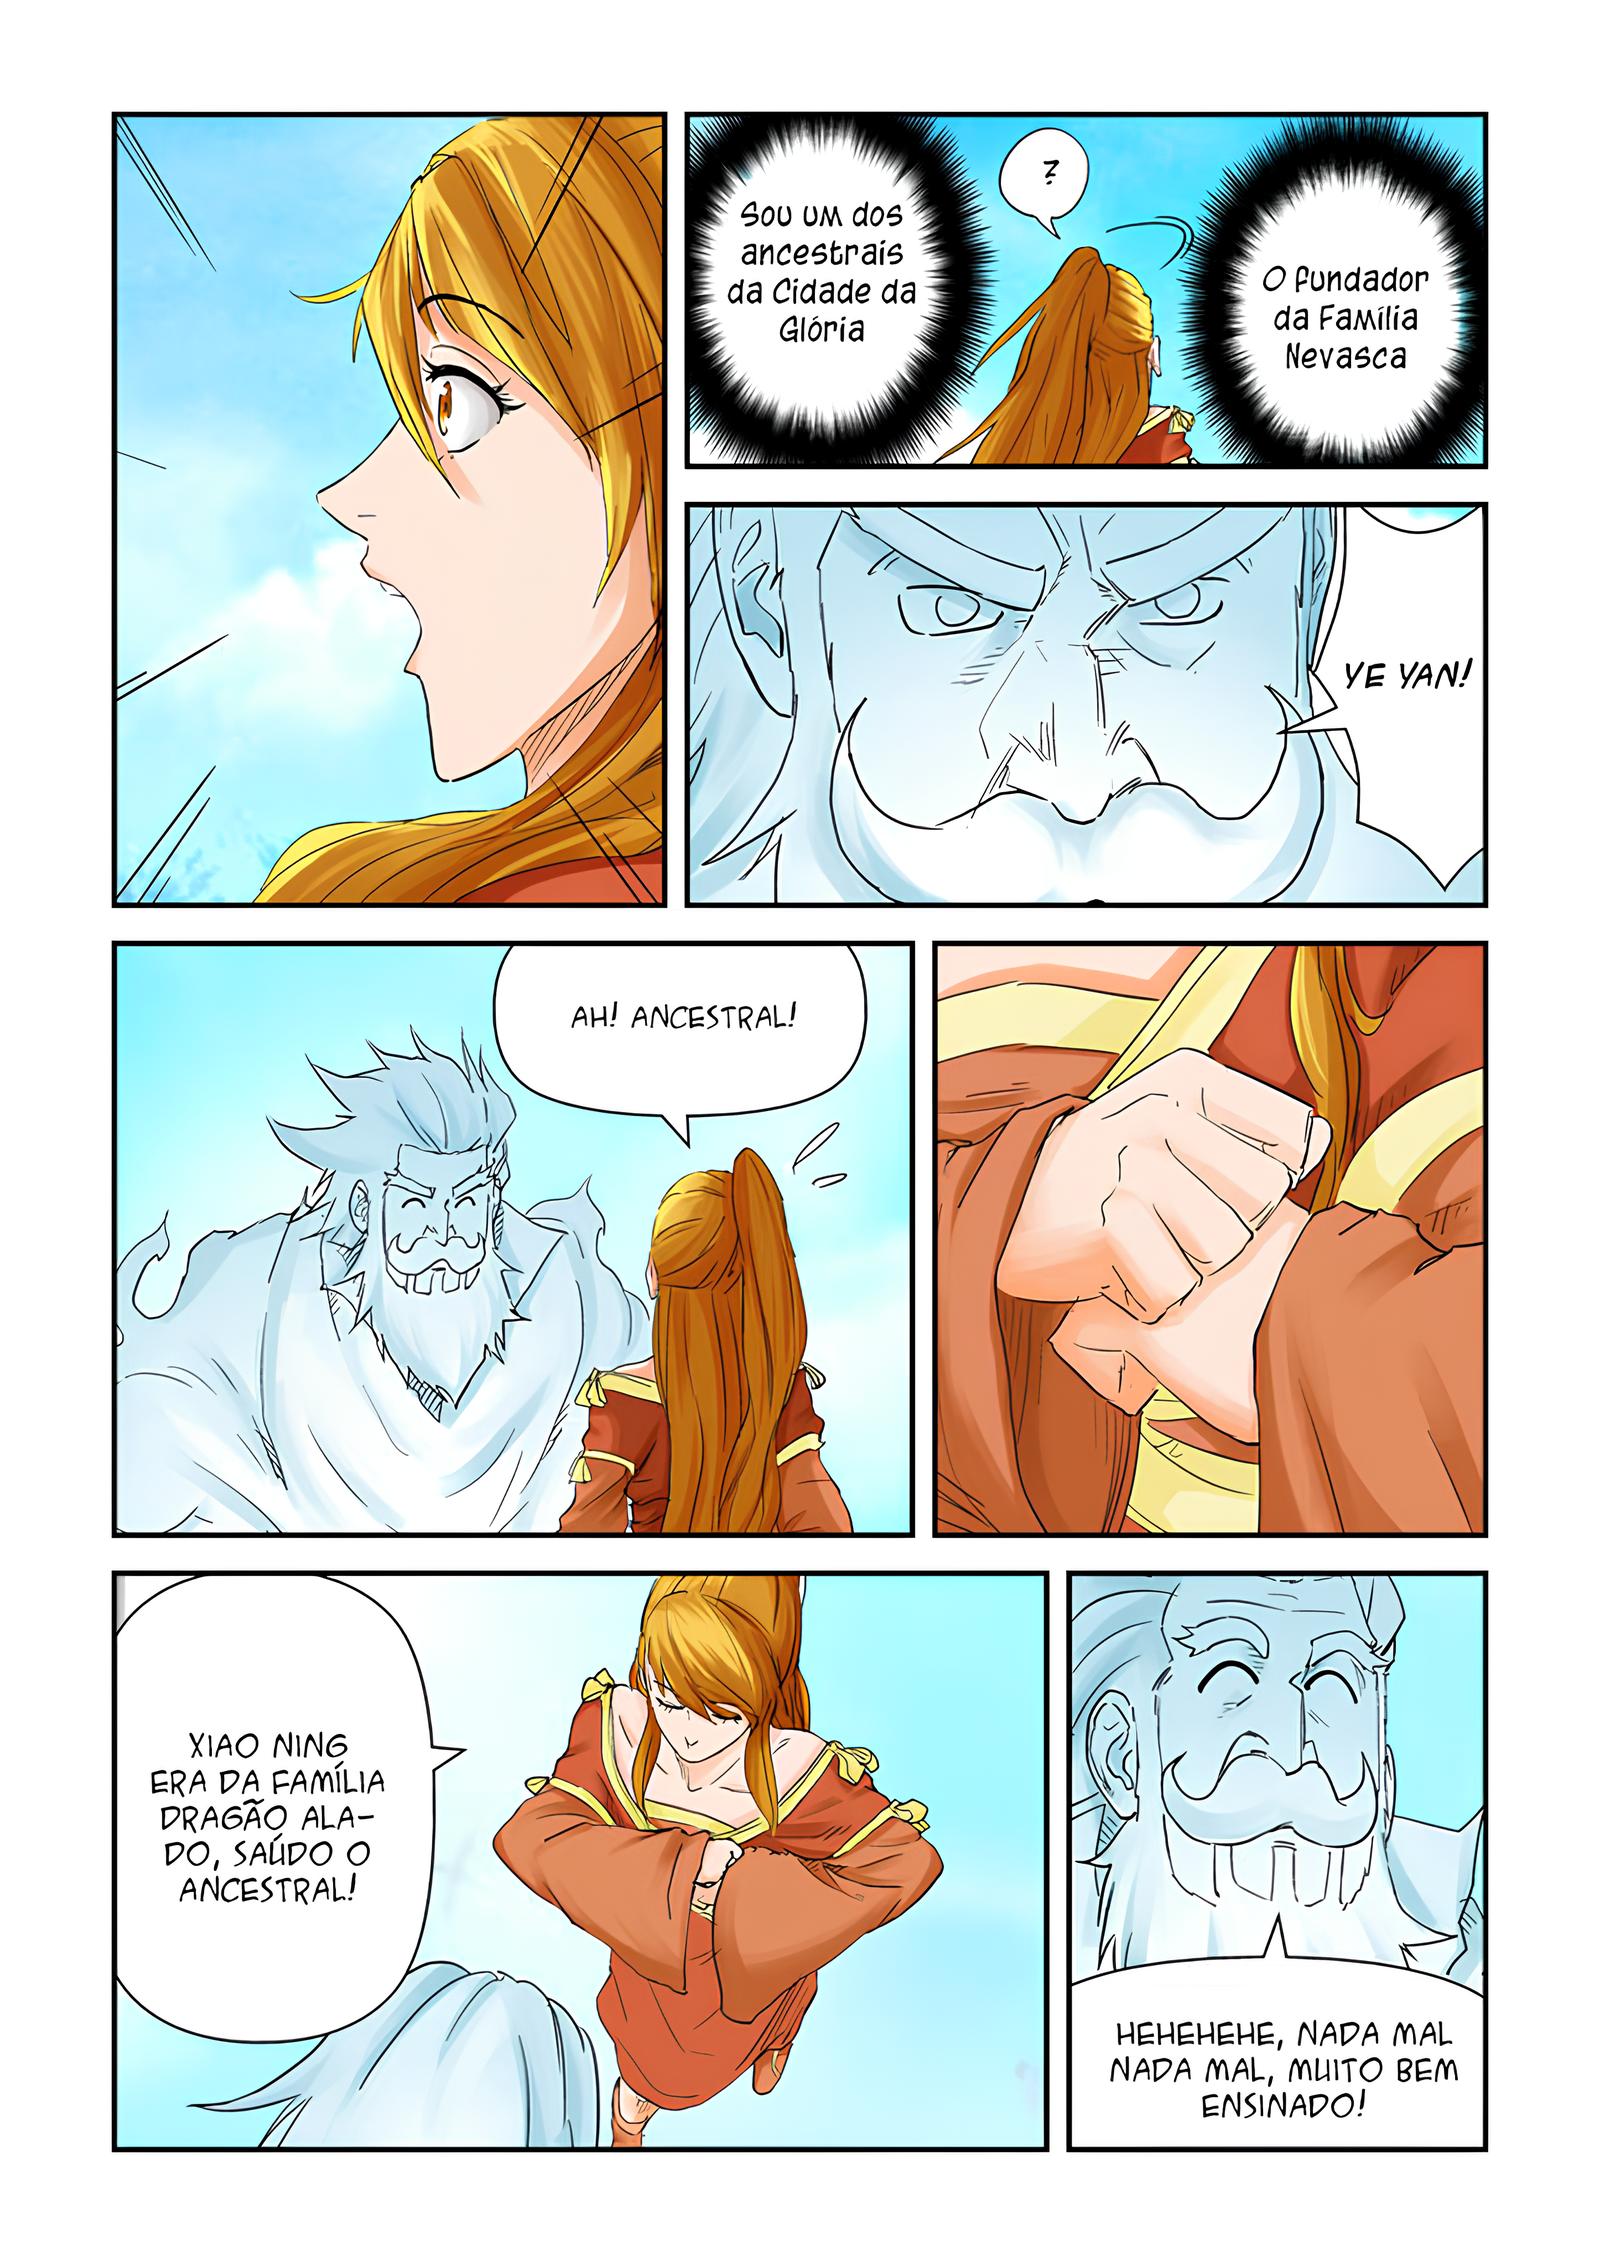 ?
Sou um dos
ancestrais
da Cidade da
Glória
O fundador
da Família
Nevasca
YE YAN!
AH! ANCESTRAL!
XIAO NING
ERA DA FAMÍLIA
DRAGÃO ALA-
DO, SAÚDO O
ANCESTRAL!
HEHEHEHE, NADA MAL
NADA MAL, MUITO BEM
ENSINADO!